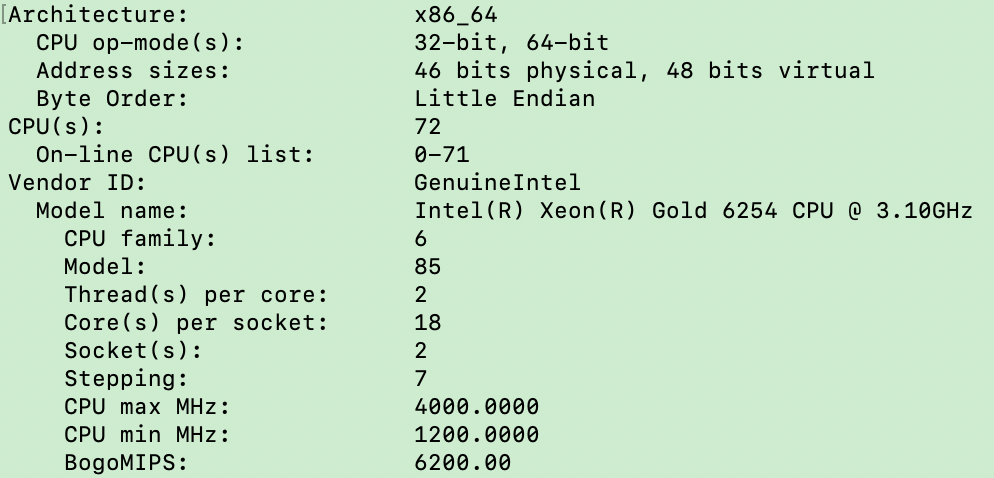 [Architecture: x86_64
CPU op-mode(s): 32-bit, 64-bit
Address sizes: 46 bits physical, 48 bits virtual
Byte Order: Little Endian
CPU(s): 72
On-line CPU(s) list: 0-71
Vendor ID: GenuineIntel
Model name: Intel(R) Xeon(R) Gold 6254 CPU @ 3.10GHz
CPU family: 6
Model: 85
Thread(s) per core: 2
Core(s) per socket: 18
Socket(s): 2
Stepping: 7
CPU max MHz: 4000.0000
CPU min MHz: 1200.0000
BogoMIPS: 6200.00